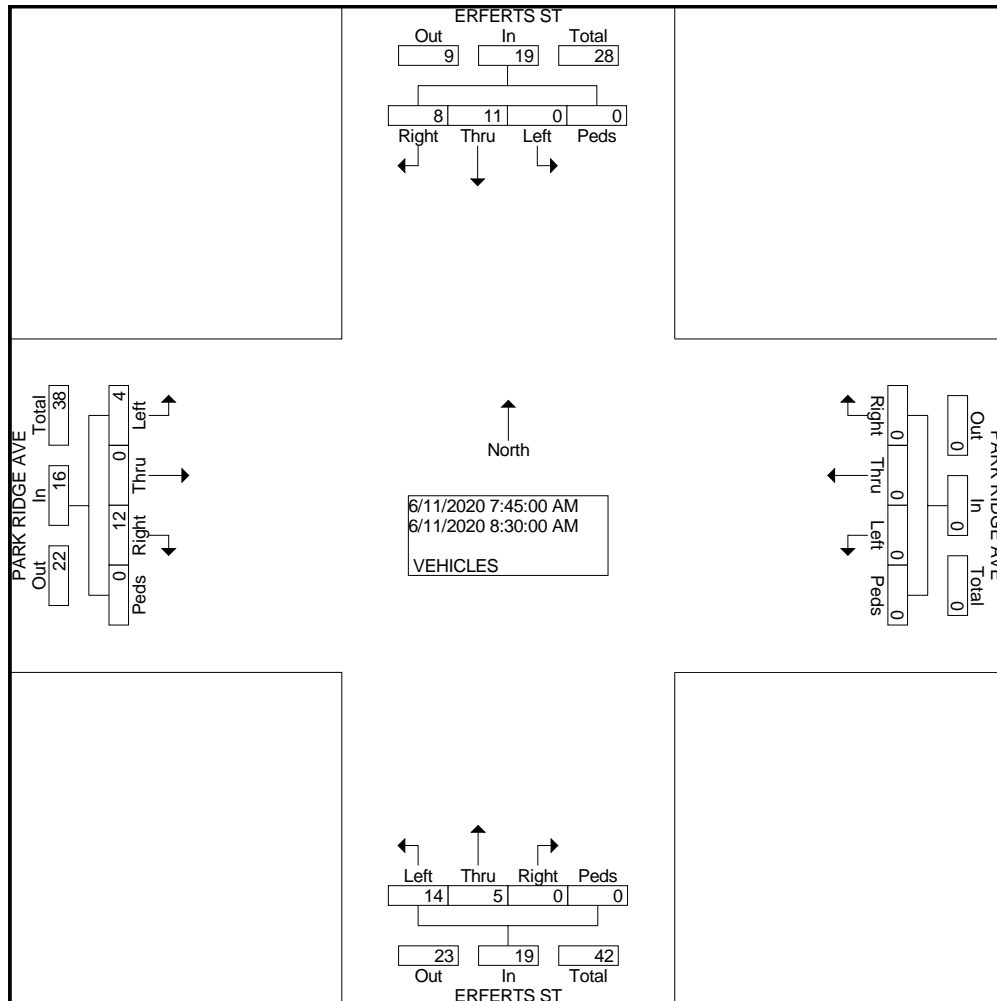 ERFERTS ST
Out In Total
9 19 28
8 11 0 0
Right Thru Left Peds
PARK RIDGE AVE
Total In Out
38 16 22
4 0 12 0
Left Thru Right Peds
North
6/11/2020 7:45:00 AM
6/11/2020 8:30:00 AM
VEHICLES
Right Thru Left Peds
0 0 0 0
Out In Total
0 0 0
PARK RIDGE AVE
Left Thru Right Peds
14 5 0 0
23 19 42
Out In Total
ERFERTS ST